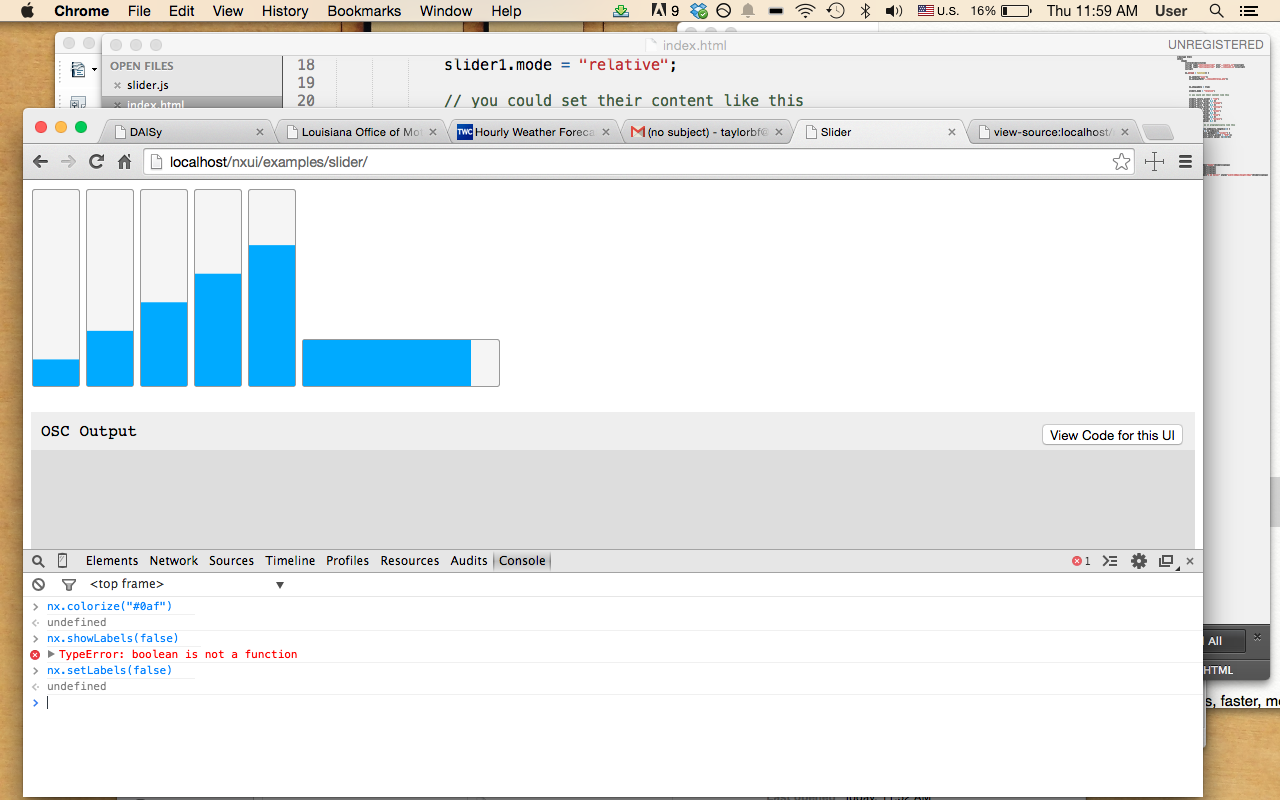 Chrome File Edit View History Bookmarks Window Help 9 U.S. 16% Thu 11:59 AM User
index.html UNREGISTERED
OPEN FILES
slider.js
index.html
18 slider1.mode = "relative";
19
20 // you could set their content like this
DAISy Louisiana Office of Mo TWC Hourly Weather Foreca (no subject) - taylorbf@ Slider view-source:localhost/
localhost/nxui/examples/slider/
OSC Output View Code for this UI
Elements Network Sources Timeline Profiles Resources Audits Console 1
<top frame>
nx.colorize("#0af")
undefined
nx.showLabels(false)
TypeError: boolean is not a function
nx.setLabels(false)
undefined
All
HTML
s, faster, m